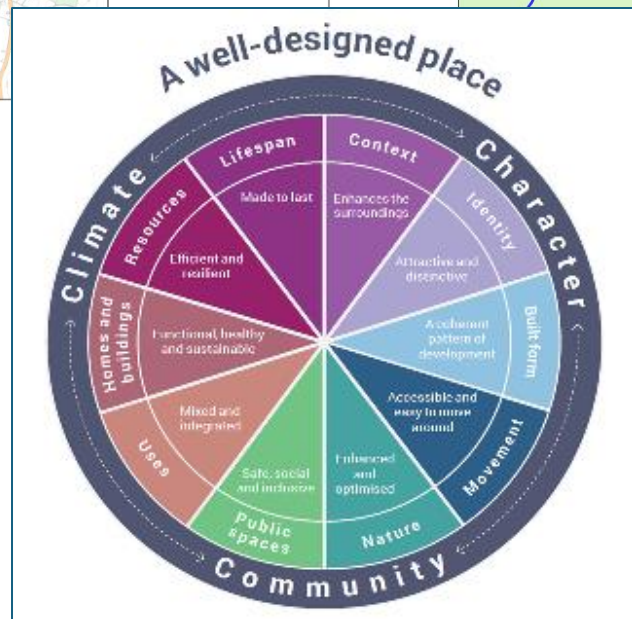 A well-designed place
Climate
Character
Community
Context
Enhances the
surroundings
Identity
Attractive and
distinctive
Built form
A coherent
pattern of
development
Movement
Accessible and
easy to move
around
Nature
Enhanced
and
optimised
Public
spaces
Safe, social
and inclusive
Uses
Mixed and
integrated
Homes and
buildings
Functional, healthy
and sustainable
Resources
Efficient and
resilient
Lifespan
Made to last